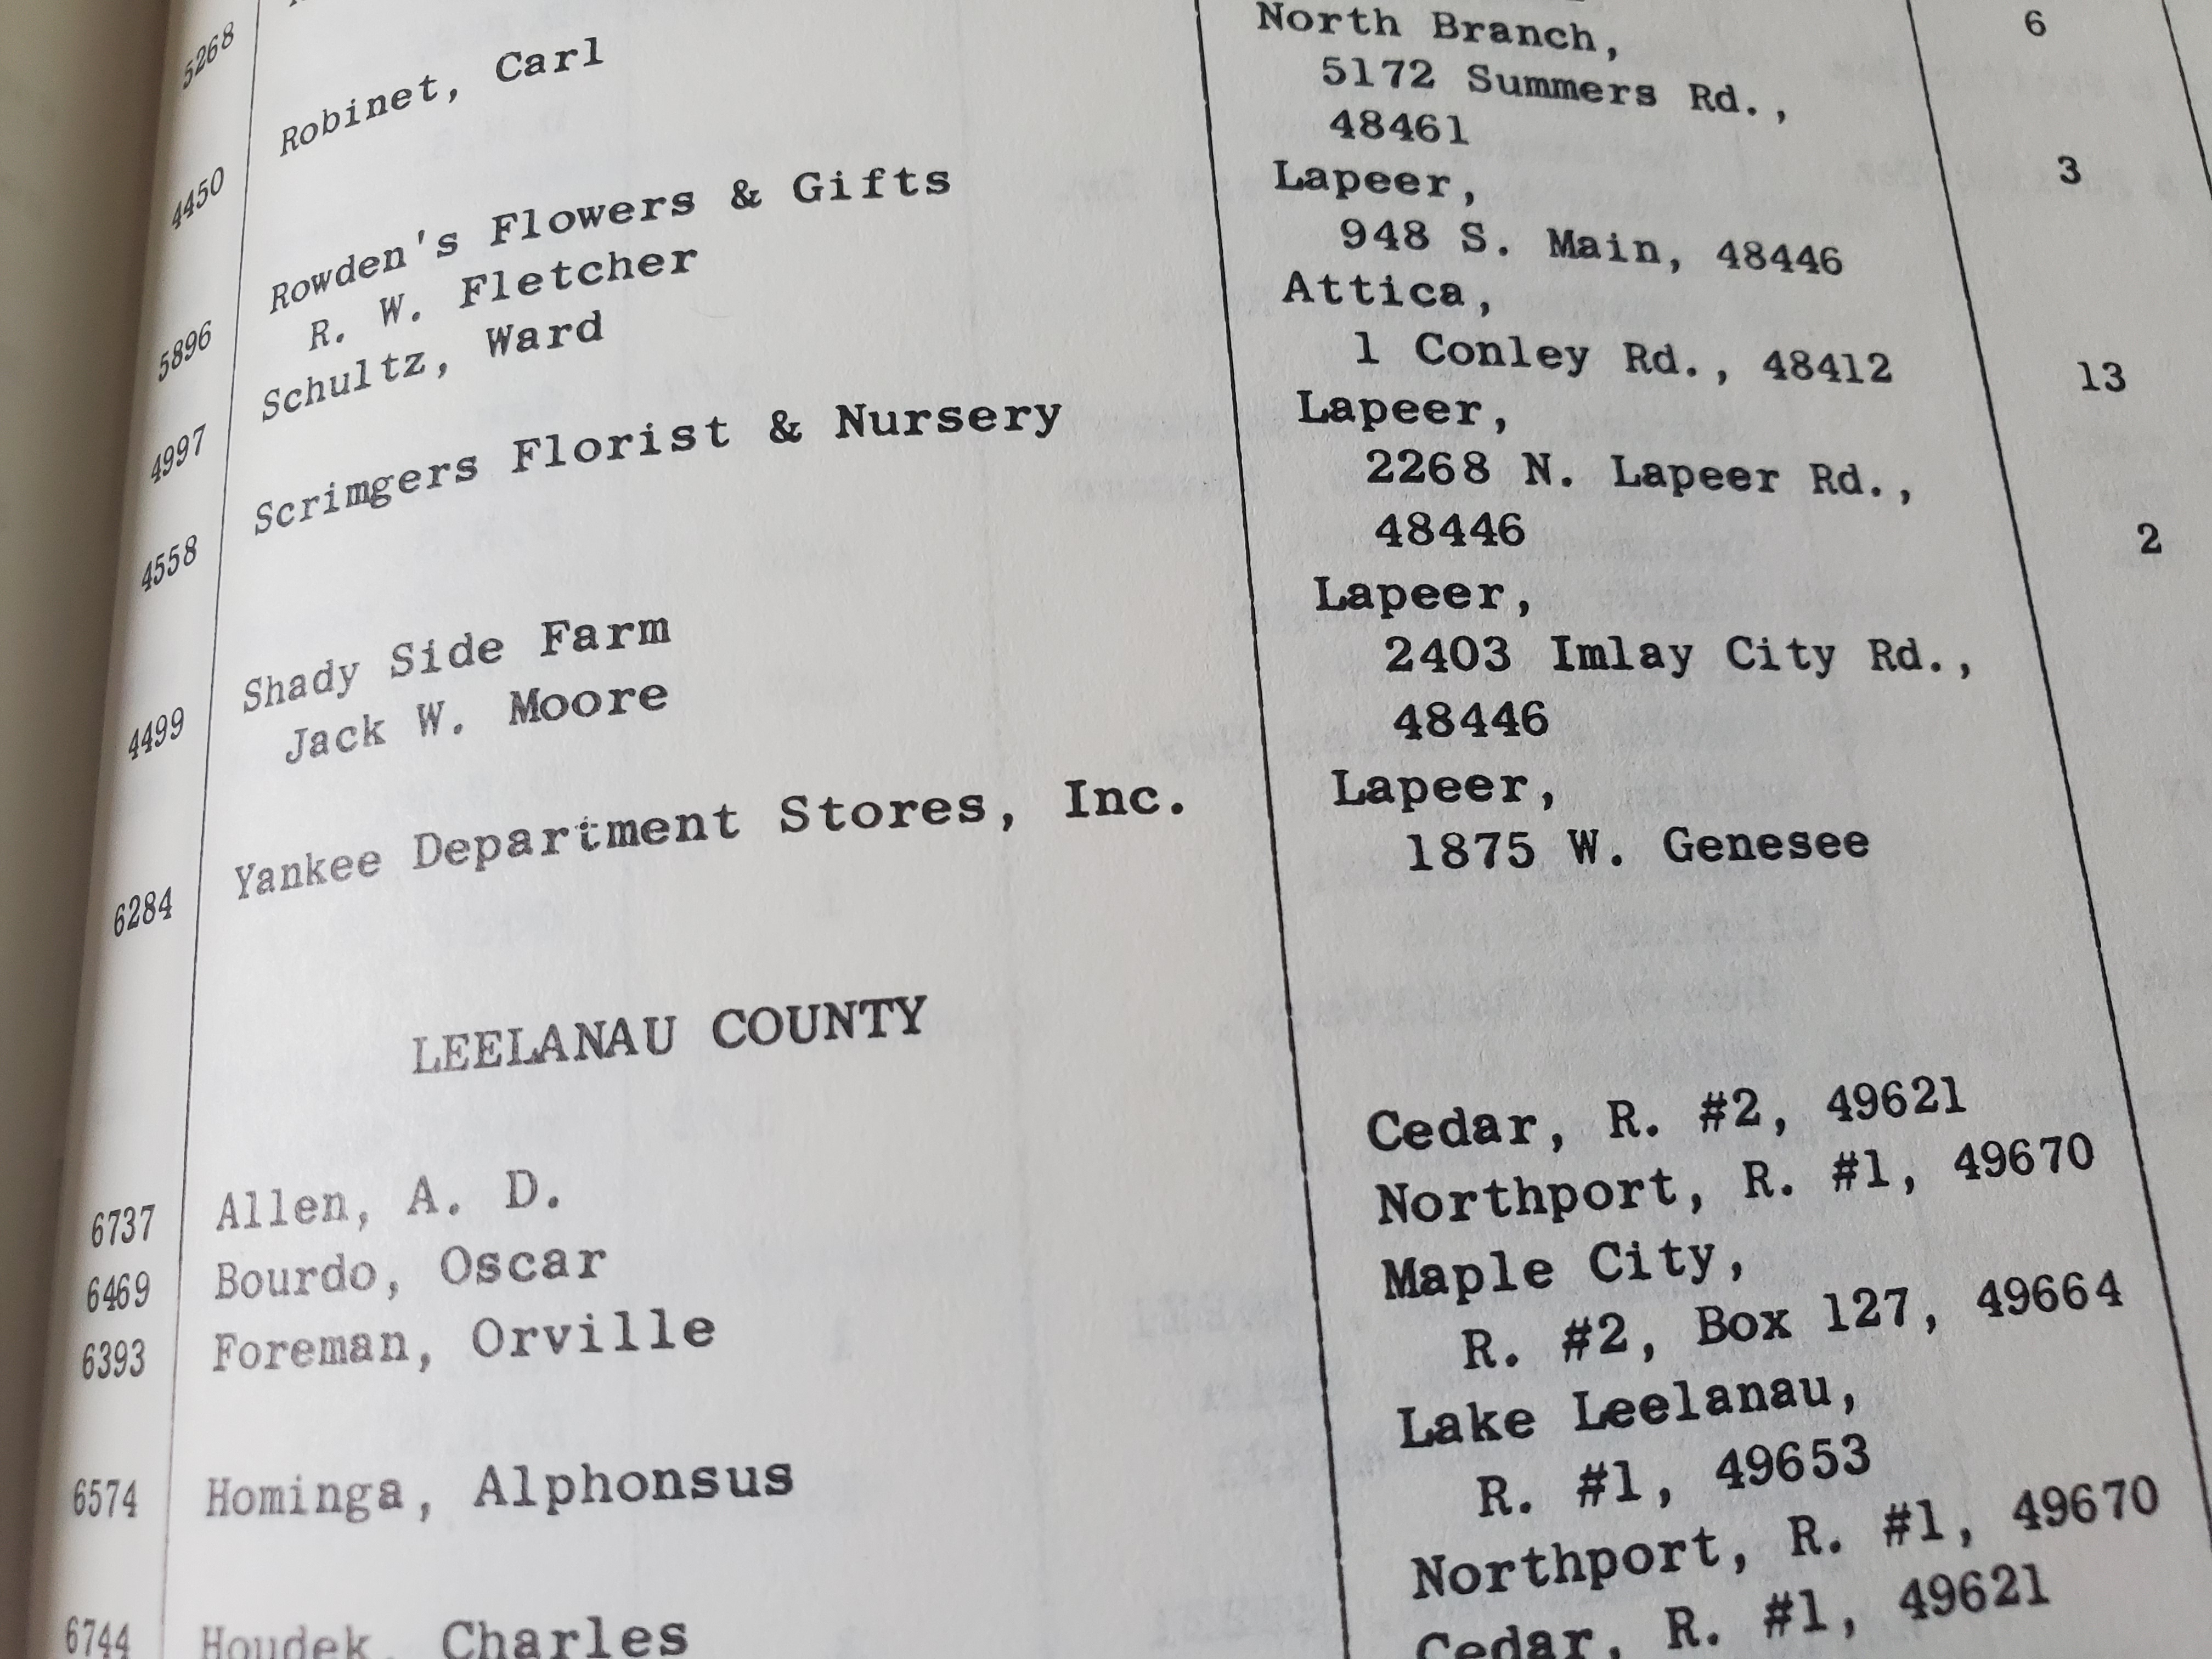 5268
6
4450 Robinet, Carl North Branch,
5172 Summers Rd.,
48461 3
5896 Rowden's Flowers & Gifts Lapeer,
R. W. Fletcher 948 S. Main, 48446
4997 Schultz, Ward Attica,
1 Conley Rd., 48412 13
4558 Scrimgers Florist & Nursery Lapeer,
2268 N. Lapeer Rd.,
48446 2
4499 Shady Side Farm Lapeer,
Jack W. Moore 2403 Imlay City Rd.,
48446
6284 Yankee Department Stores, Inc. Lapeer,
1875 W. Genesee
LEELANAU COUNTY
6737 Allen, A. D. Cedar, R. #2, 49621
6469 Bourdo, Oscar Northport, R. #1, 49670
6393 Foreman, Orville Maple City,
R. #2, Box 127, 49664
6574 Hominga, Alphonsus Lake Leelanau,
R. #1, 49653
6744 Houdek, Charles Northport, R. #1, 49670
Cedar, R. #1, 49621